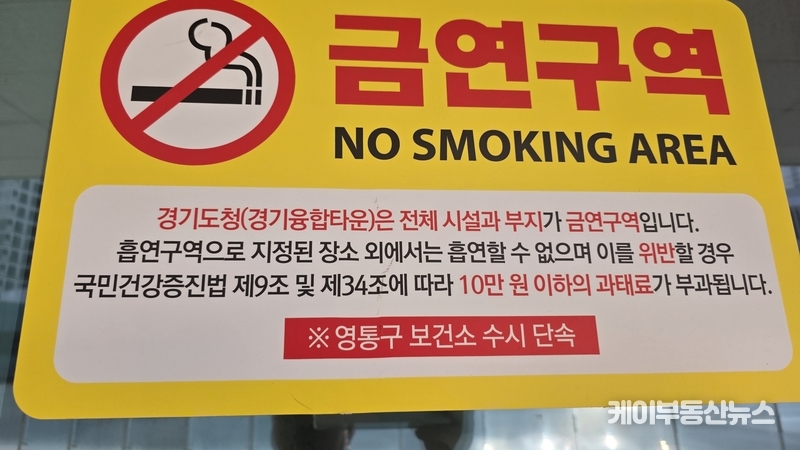 금연구역
NO SMOKING AREA
경기도청(경기융합타운)은 전체 시설과 부지가 금연구역입니다.
흡연구역으로 지정된 장소 외에서는 흡연할 수 없으며 이를 위반할 경우
국민건강증진법 제9조 및 제34조에 따라 10만 원 이하의 과태료가 부과됩니다.
※ 영통구 보건소 수시 단속
케이부동산뉴스